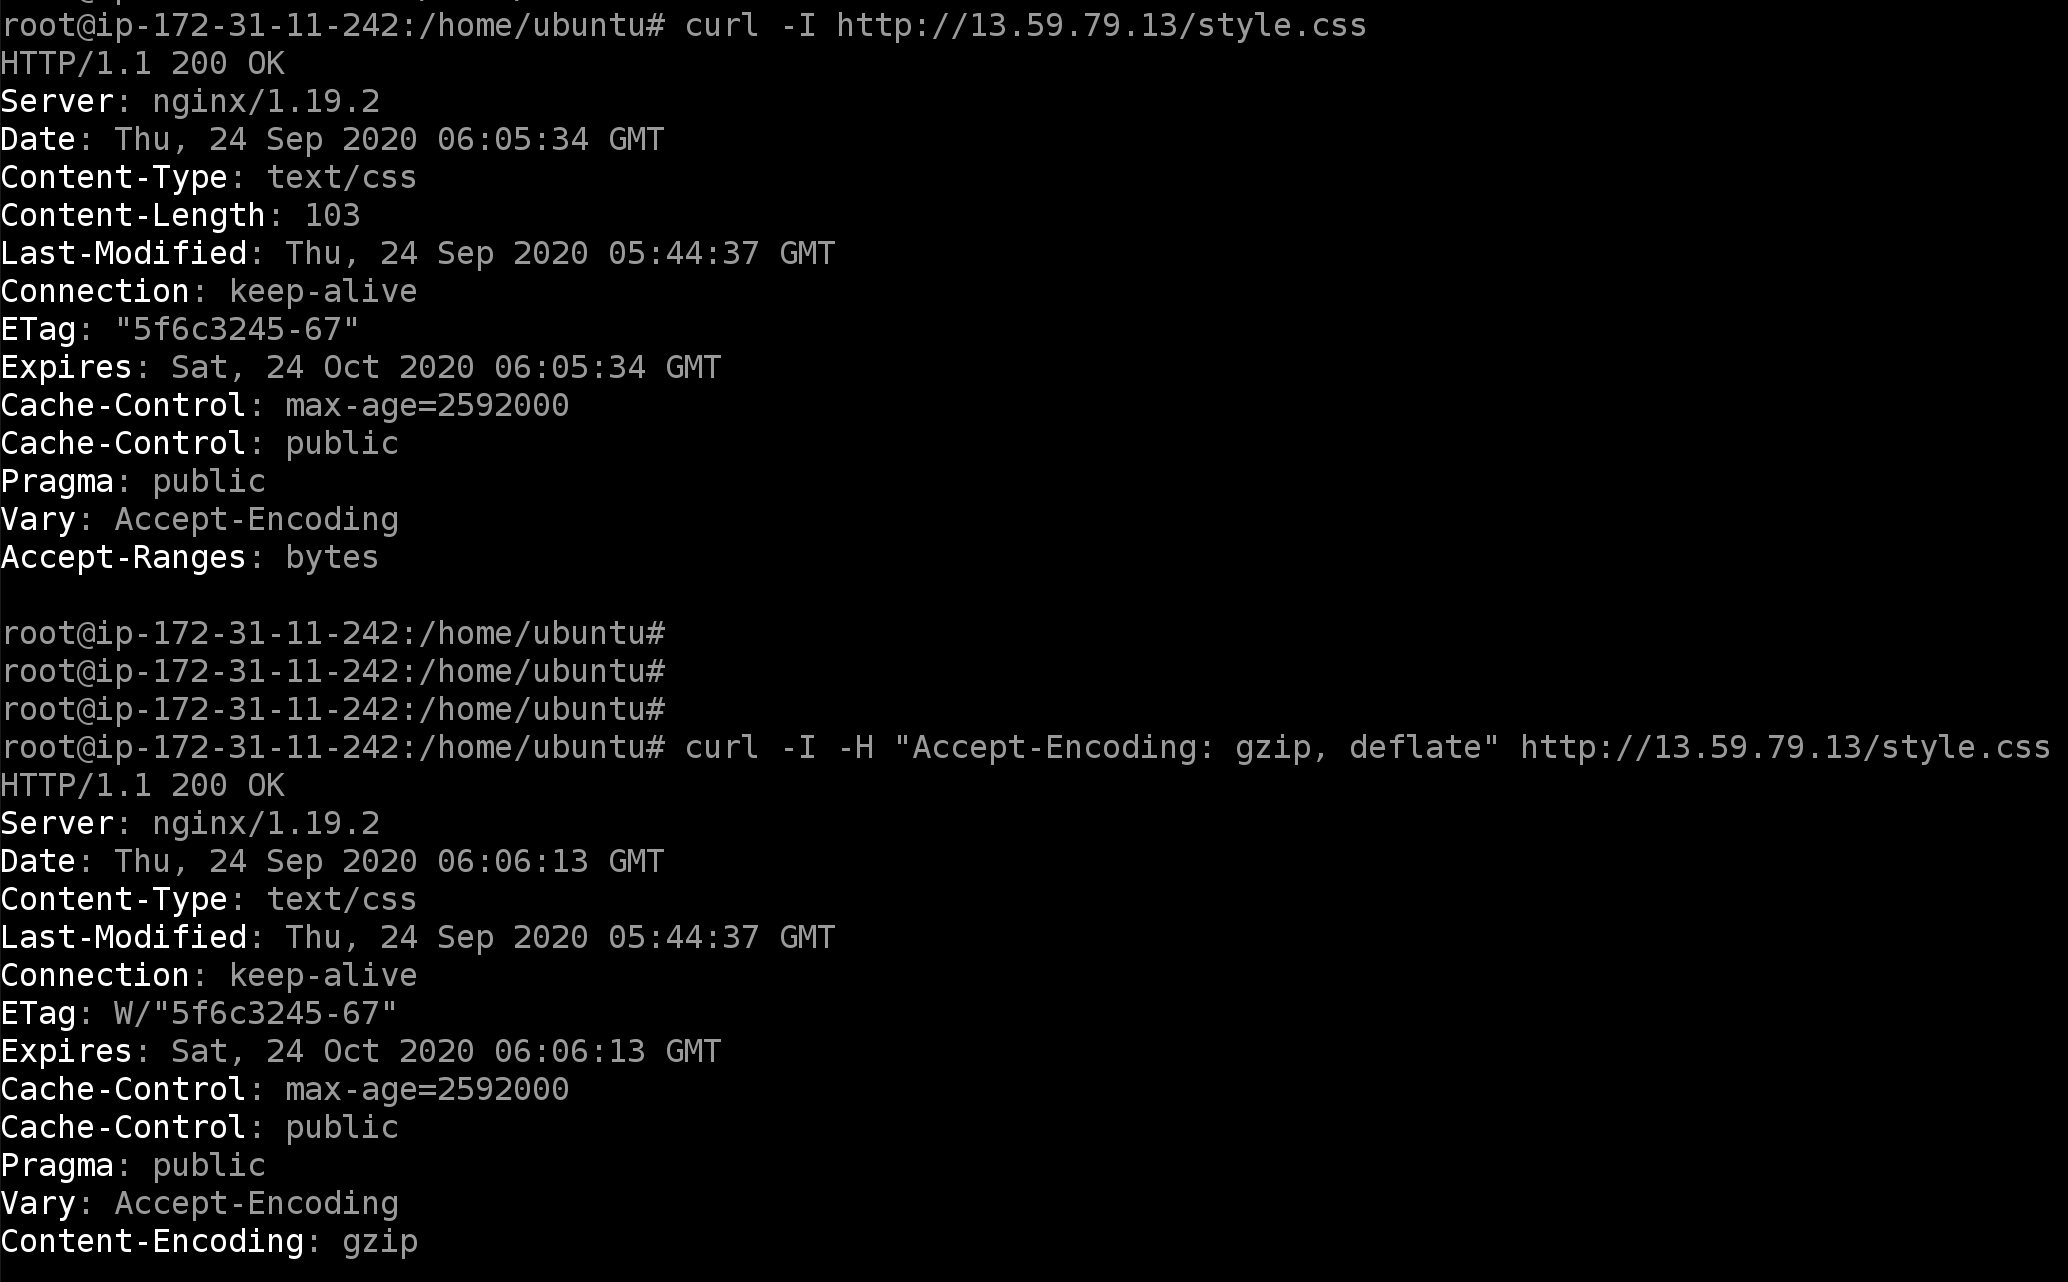 root@ip-172-31-11-242:/home/ubuntu# curl -I http://13.59.79.13/style.css
HTTP/1.1 200 OK
Server: nginx/1.19.2
Date: Thu, 24 Sep 2020 06:05:34 GMT
Content-Type: text/css
Content-Length: 103
Last-Modified: Thu, 24 Sep 2020 05:44:37 GMT
Connection: keep-alive
ETag: "5f6c3245-67"
Expires: Sat, 24 Oct 2020 06:05:34 GMT
Cache-Control: max-age=2592000
Cache-Control: public
Pragma: public
Vary: Accept-Encoding
Accept-Ranges: bytes

root@ip-172-31-11-242:/home/ubuntu#
root@ip-172-31-11-242:/home/ubuntu#
root@ip-172-31-11-242:/home/ubuntu#
root@ip-172-31-11-242:/home/ubuntu# curl -I -H "Accept-Encoding: gzip, deflate" http://13.59.79.13/style.css
HTTP/1.1 200 OK
Server: nginx/1.19.2
Date: Thu, 24 Sep 2020 06:06:13 GMT
Content-Type: text/css
Last-Modified: Thu, 24 Sep 2020 05:44:37 GMT
Connection: keep-alive
ETag: W/"5f6c3245-67"
Expires: Sat, 24 Oct 2020 06:06:13 GMT
Cache-Control: max-age=2592000
Cache-Control: public
Pragma: public
Vary: Accept-Encoding
Content-Encoding: gzip